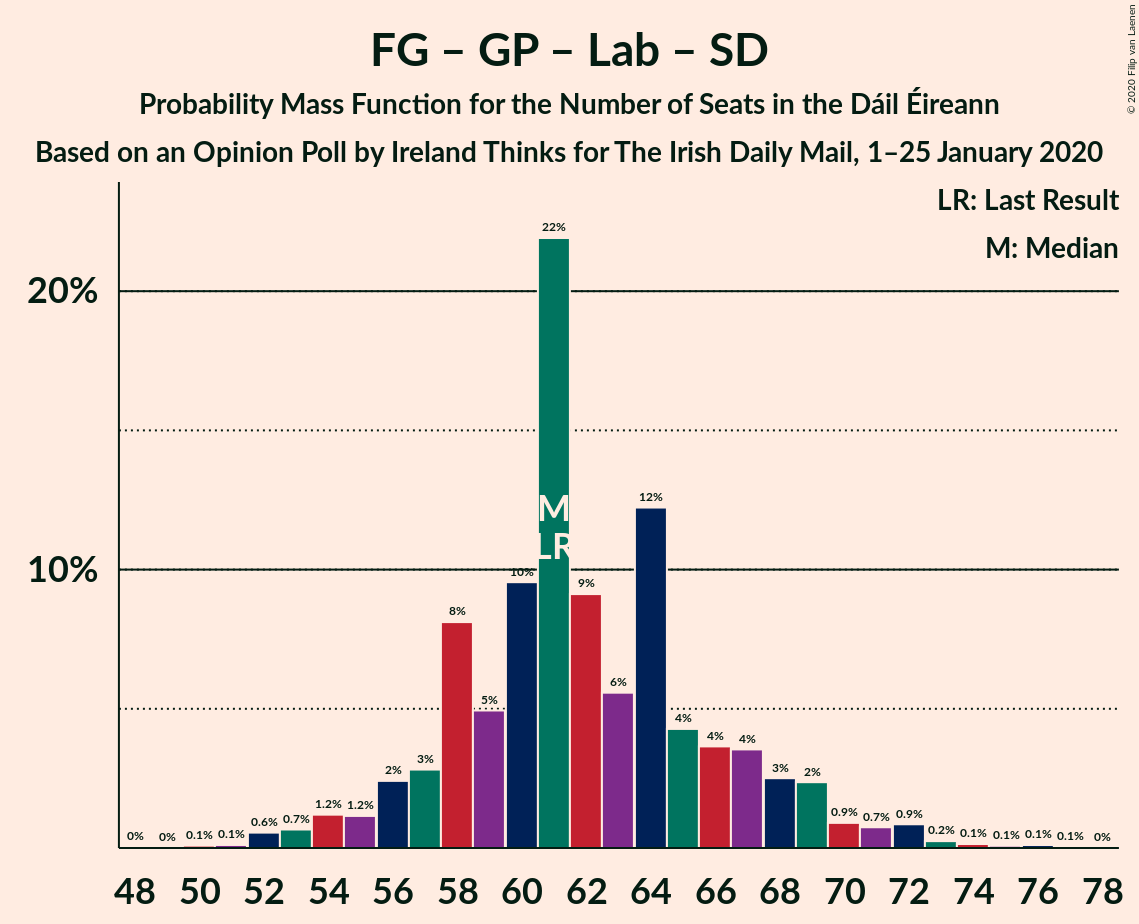 FG – GP – Lab – SD
Probability Mass Function for the Number of Seats in the Dáil Éireann
Based on an Opinion Poll by Ireland Thinks for The Irish Daily Mail, 1–25 January 2020
© 2020 Filip van Laenen
LR: Last Result
M: Median
20%
10%
0% 0% 0.1% 0.1% 0.6% 0.7% 1.2% 1.2% 2% 3% 8% 5% 10% 22% 9% 6% 12% 4% 4% 4% 3% 2% 0.9% 0.7% 0.9% 0.2% 0.1% 0.1% 0.1% 0.1% 0%
M
LR
48 50 52 54 56 58 60 62 64 66 68 70 72 74 76 78